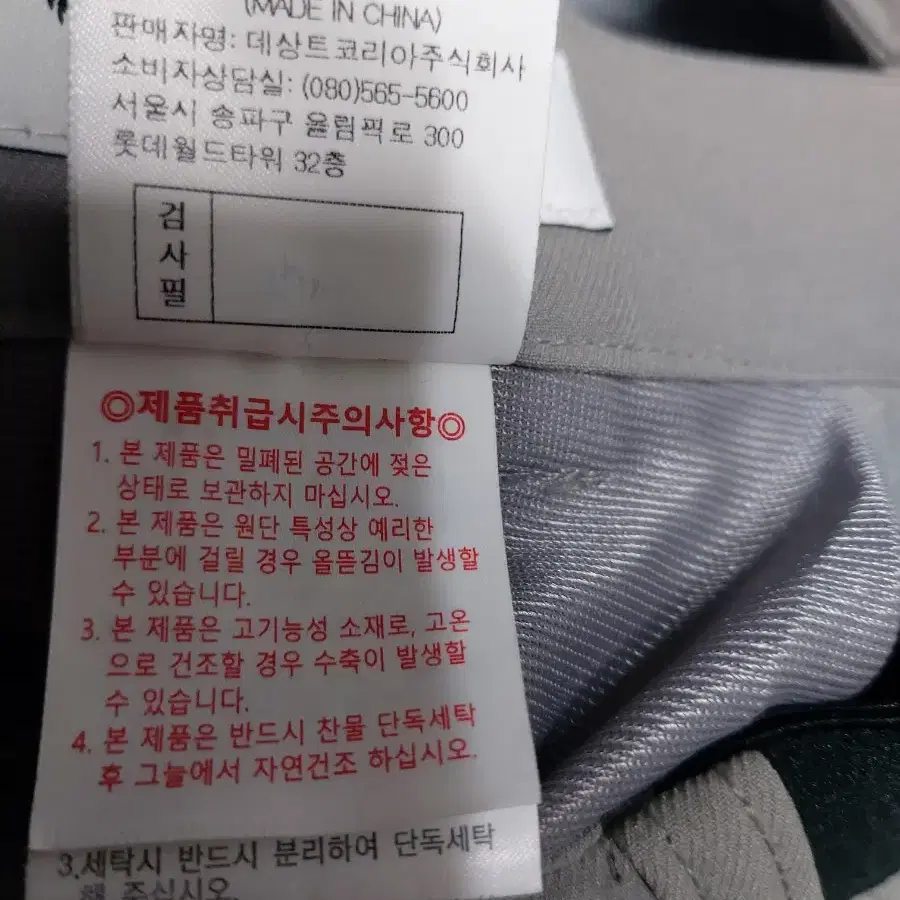 (MADE IN CHINA)
판매자명: 데상트코리아주식회사
소비자상담실: (080)565-5600
서울시 송파구 올림픽로 300
롯데월드타워 32층
검
사
필
◎제품취급시주의사항◎
1. 본 제품은 밀폐된 공간에 젖은
상태로 보관하지 마십시오.
2. 본 제품은 원단 특성상 예리한
부분에 걸릴 경우 올뜯김이 발생할
수 있습니다.
3. 본 제품은 고기능성 소재로, 고온
으로 건조할 경우 수축이 발생할
수 있습니다.
4. 본 제품은 반드시 찬물 단독세탁
후 그늘에서 자연건조 하십시오.
3.세탁시 반드시 분리하여 단독세탁
해 주십시오.